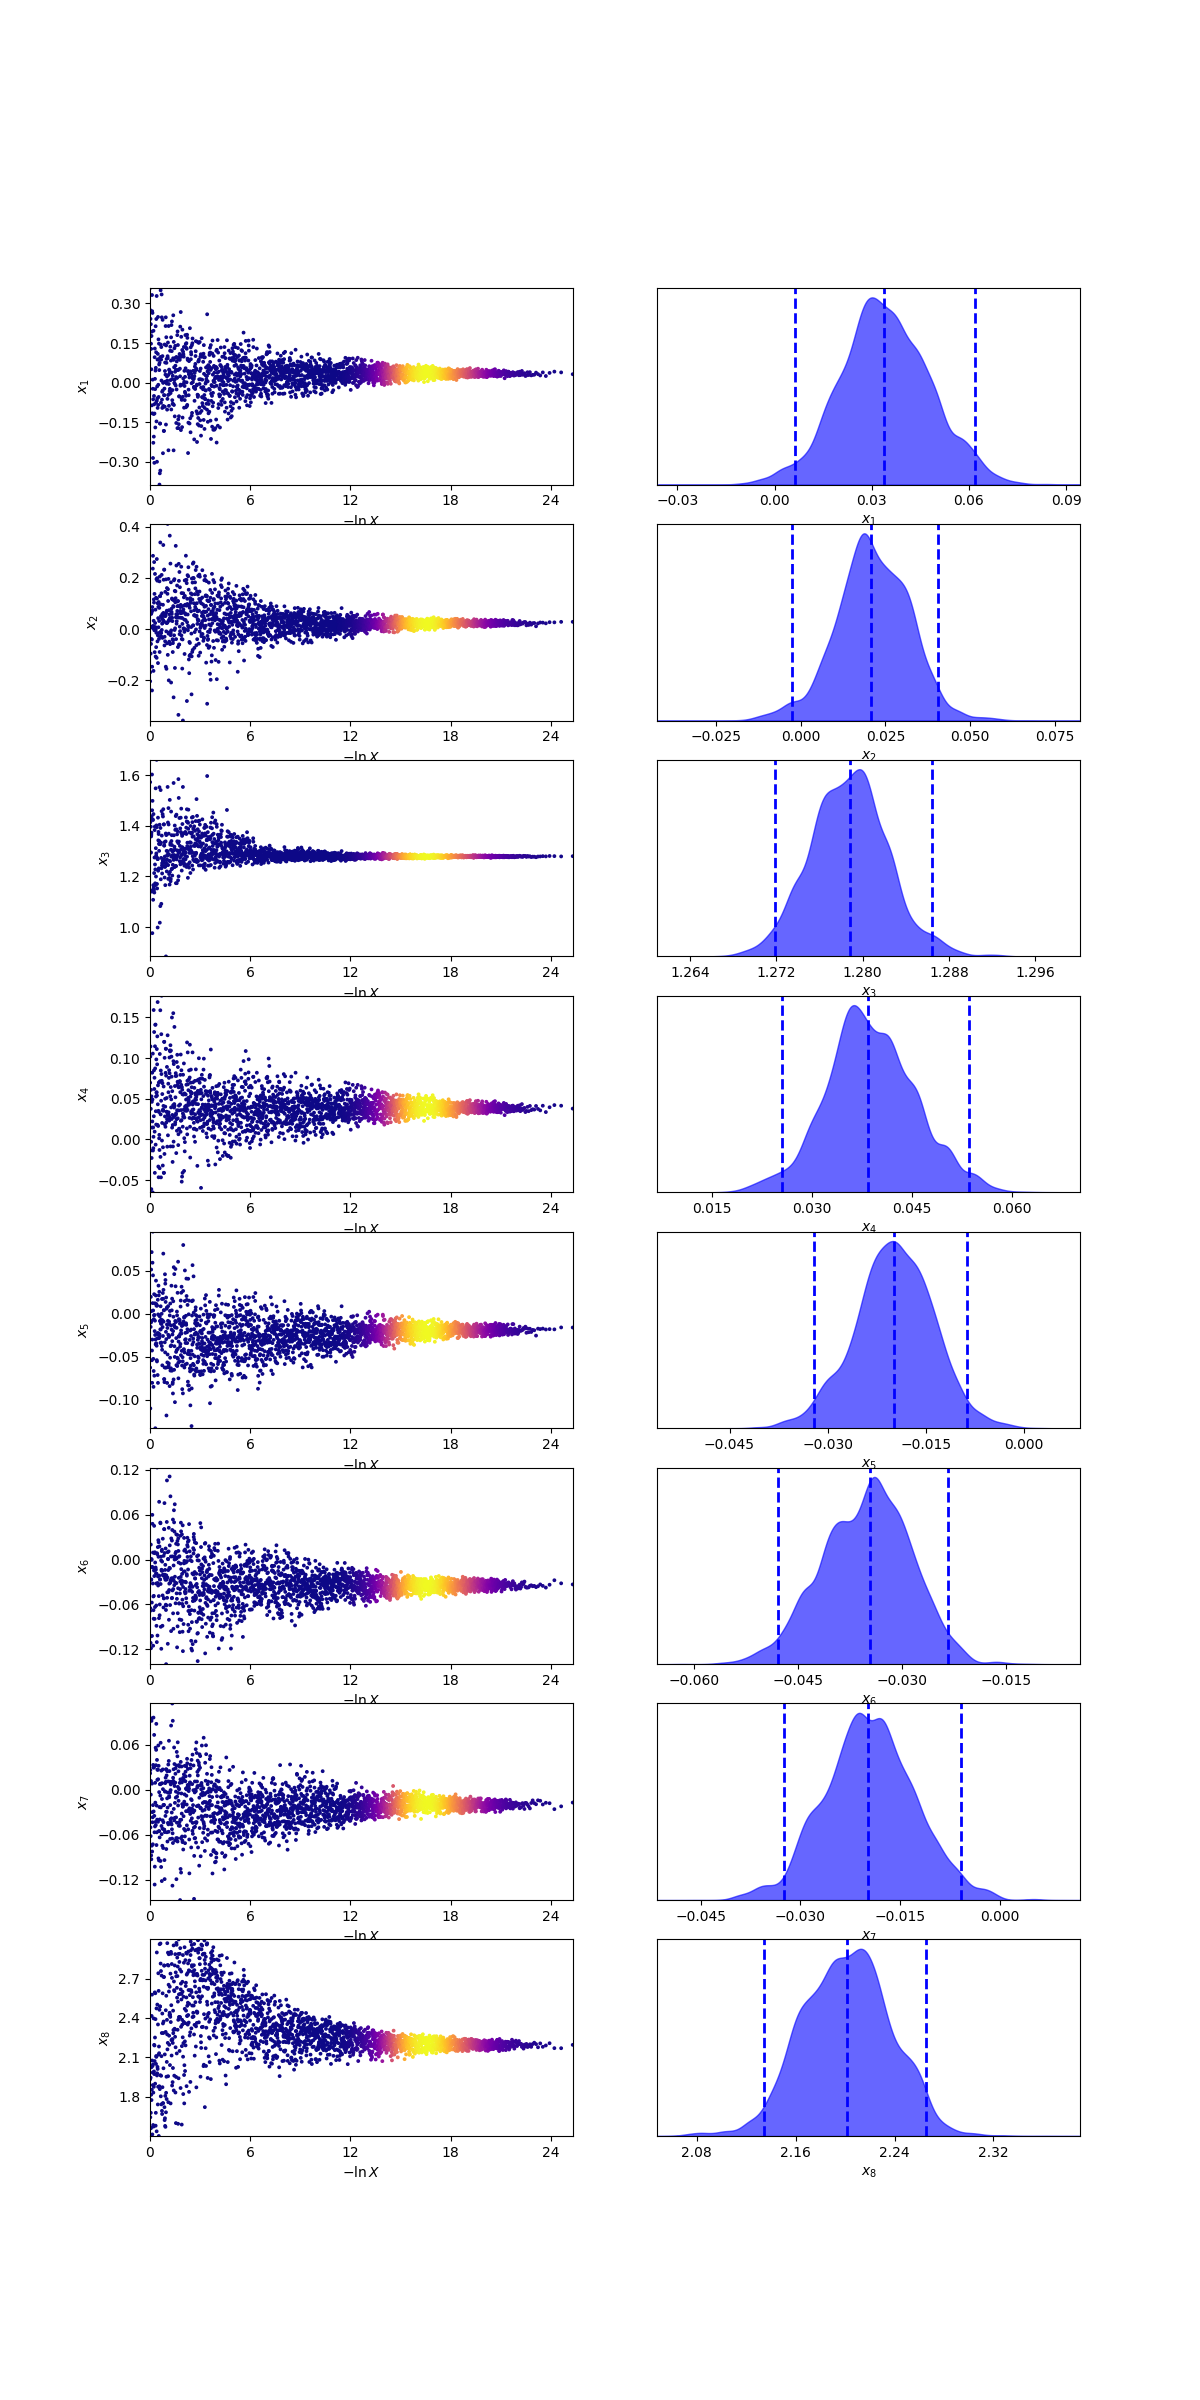 0.30
0.15
0.00
−0.15
−0.30
x₁
0 6 12 18 24
−ln X
−0.03 0.00 0.03 0.06 0.09
x₁
0.4
0.2
0.0
−0.2
x₂
0 6 12 18 24
−ln X
−0.025 0.000 0.025 0.050 0.075
x₂
1.6
1.4
1.2
1.0
x₃
0 6 12 18 24
−ln X
1.264 1.272 1.280 1.288 1.296
x₃
0.15
0.10
0.05
0.00
−0.05
x₄
0 6 12 18 24
−ln X
0.015 0.030 0.045 0.060
x₄
0.05
0.00
−0.05
−0.10
x₅
0 6 12 18 24
−ln X
−0.045 −0.030 −0.015 0.000
x₅
0.12
0.06
0.00
−0.06
−0.12
x₆
0 6 12 18 24
−ln X
−0.060 −0.045 −0.030 −0.015
x₆
0.06
0.00
−0.06
−0.12
x₇
0 6 12 18 24
−ln X
−0.045 −0.030 −0.015 0.000
x₇
2.7
2.4
2.1
1.8
x₈
0 6 12 18 24
−ln X
2.08 2.16 2.24 2.32
x₈